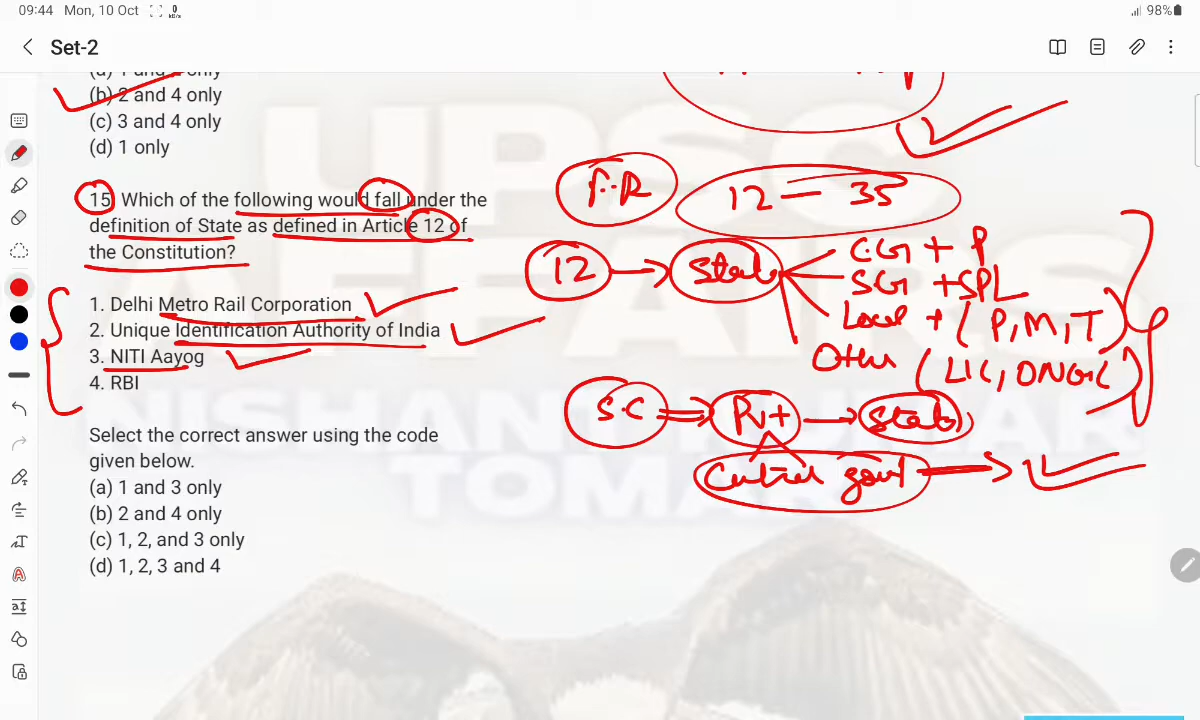 09:44 Mon, 10 Oct
98%
Set-2
(b) 2 and 4 only
(c) 3 and 4 only
(d) 1 only
15) Which of the following would fall under the
definition of State as defined in Article 12 of
the Constitution?
1. Delhi Metro Rail Corporation
2. Unique Identification Authority of India
3. NITI Aayog
4. RBI
Select the correct answer using the code
given below.
(a) 1 and 3 only
(b) 2 and 4 only
(c) 1, 2, and 3 only
(d) 1, 2, 3 and 4
F.R
12 = 35
12 → State
C.G + P
SG + SPL
Local + (P, M, T)
Other (LIC, ONGC)
S.C ⇒ Pvt → State
Central govt →
UPSC
AFFAIRS
NISHANT KUMAR
TOMAR